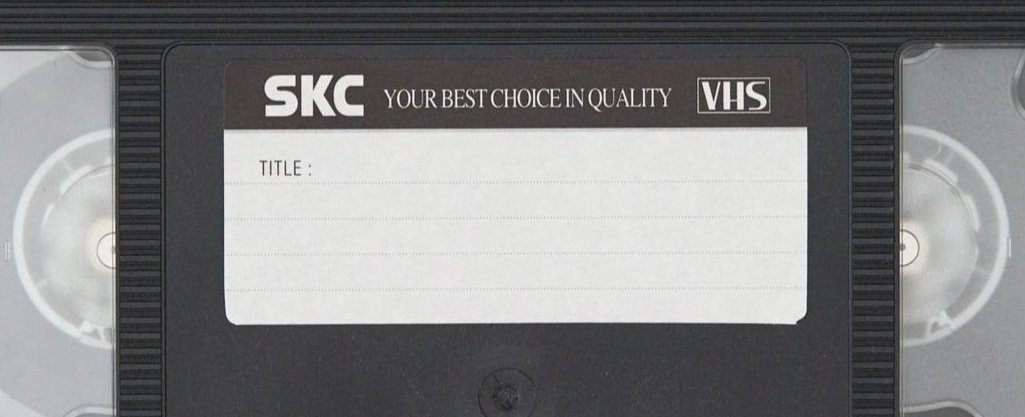 SKC YOUR BEST CHOICE IN QUALITY VHS
TITLE :